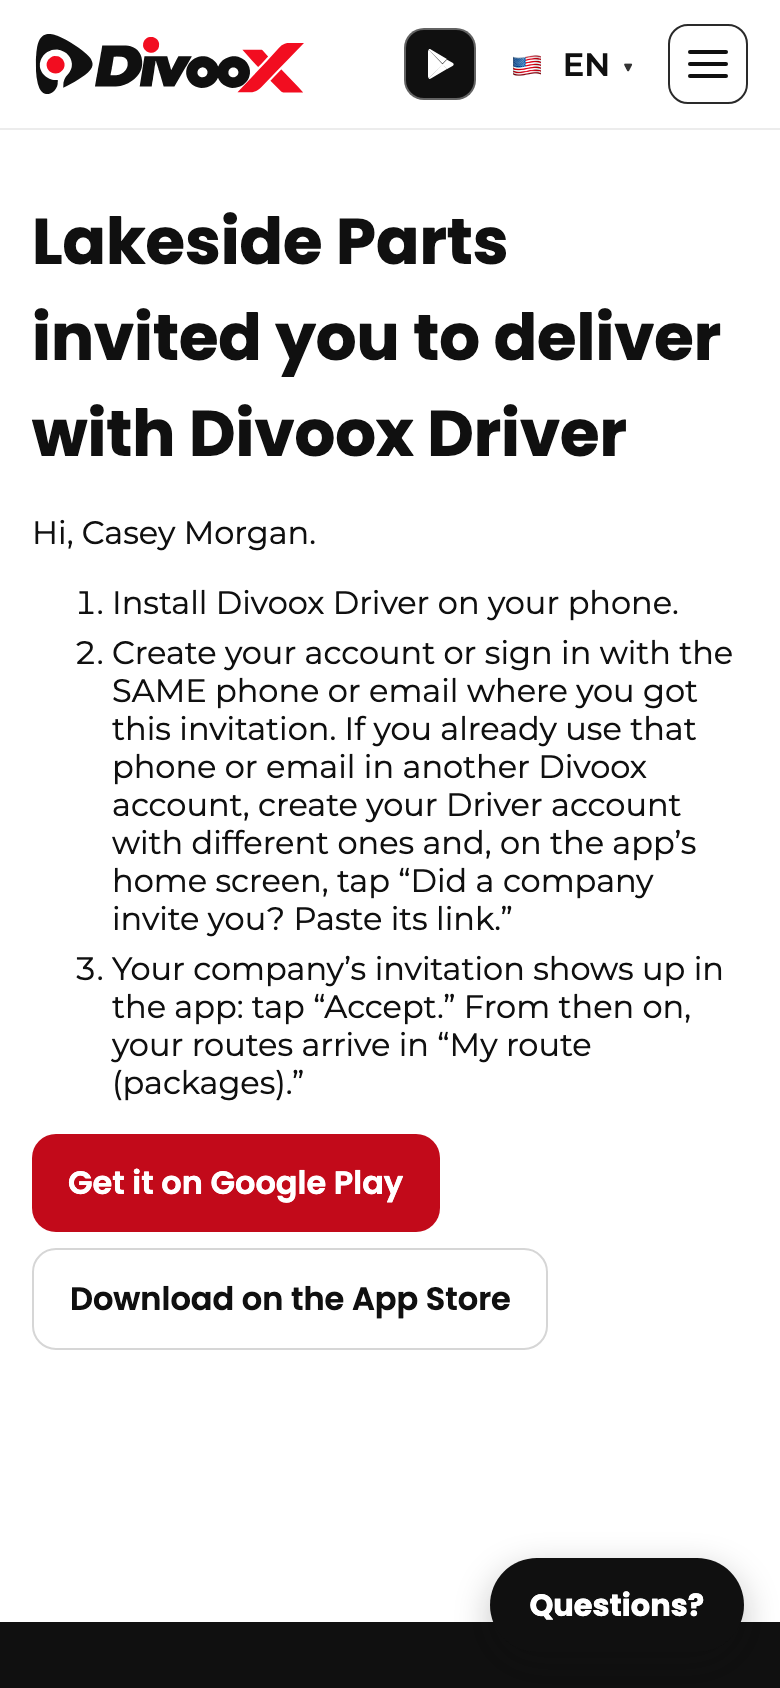 DivooX
EN
Lakeside Parts
invited you to deliver
with Divoox Driver
Hi, Casey Morgan.
1. Install Divoox Driver on your phone.
2. Create your account or sign in with the
SAME phone or email where you got
this invitation. If you already use that
phone or email in another Divoox
account, create your Driver account
with different ones and, on the app’s
home screen, tap “Did a company
invite you? Paste its link.”
3. Your company’s invitation shows up in
the app: tap “Accept.” From then on,
your routes arrive in “My route
(packages).”
Get it on Google Play
Download on the App Store
Questions?